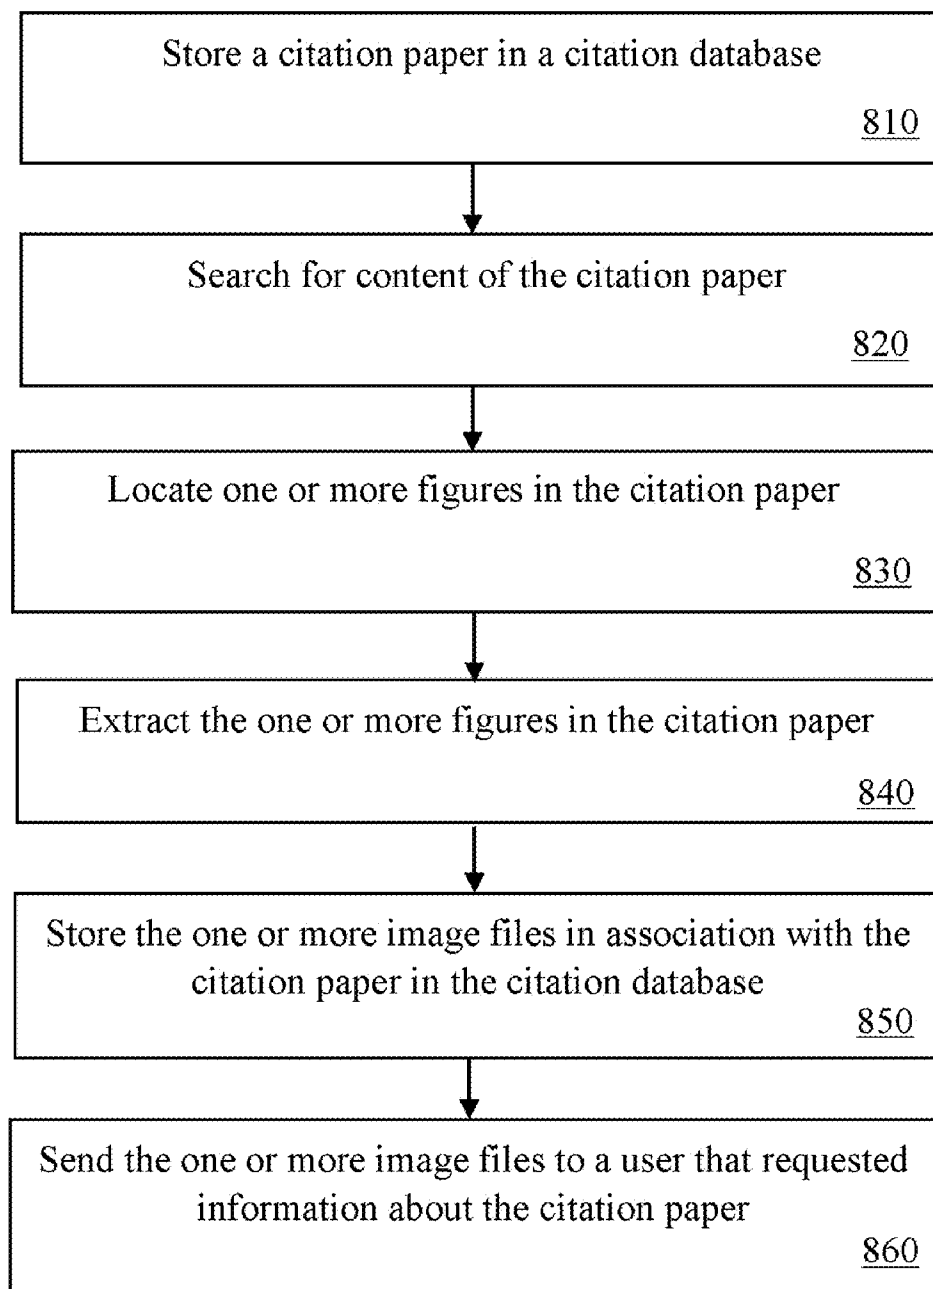 Store a citation paper in a citation database
810
Search for content of the citation paper
820
Locate one or more figures in the citation paper
830
Extract the one or more figures in the citation paper
840
Store the one or more image files in association with the
citation paper in the citation database
850
Send the one or more image files to a user that requested
information about the citation paper
860